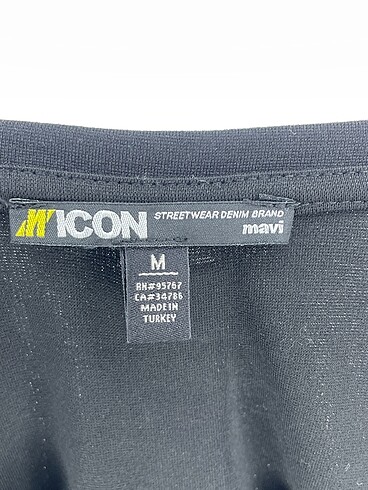 M ICON STREETWEAR DENIM BRAND
mavi
M
RN#95767
CA#34786
MADE IN
TURKEY